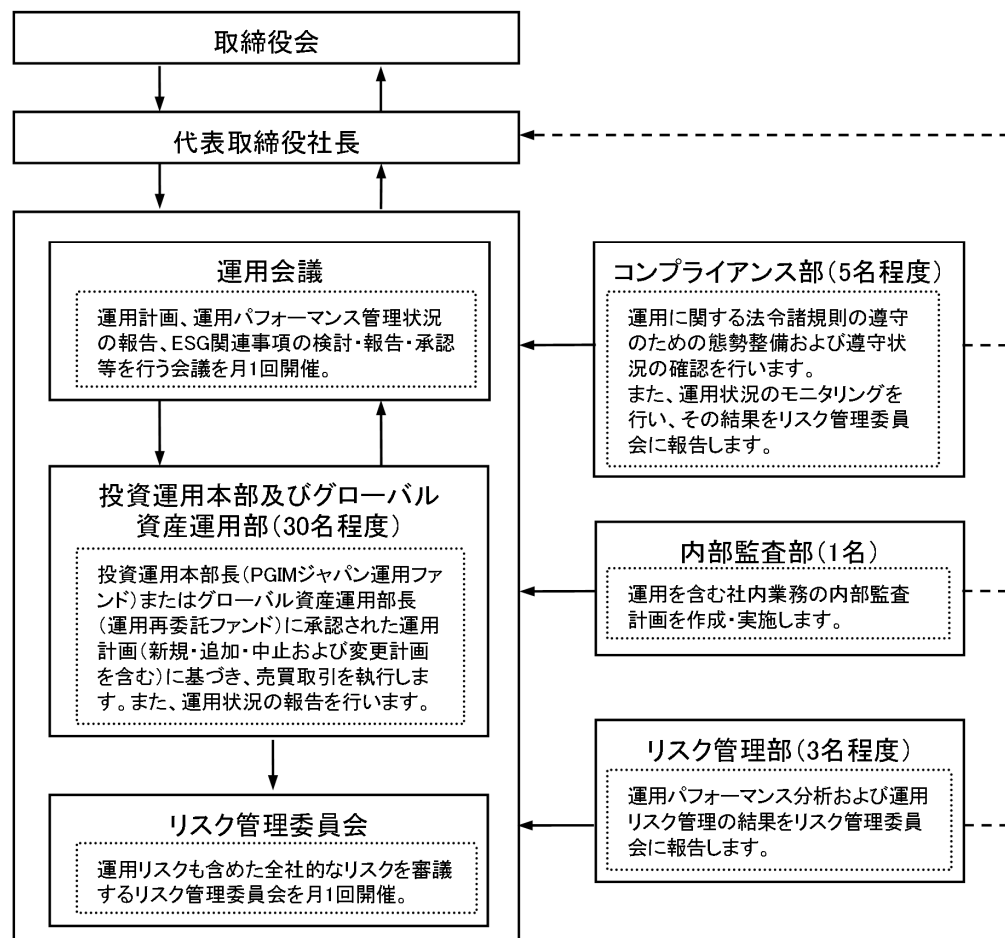 取締役会
代表取締役社長
運用会議
運用計画、運用パフォーマンス管理状況
の報告、ESG関連事項の検討・報告・承認
等を行う会議を月1回開催。
投資運用本部及びグローバル
資産運用部(30名程度)
投資運用本部長(PGIMジャパン運用ファ
ンド)またはグローバル資産運用部長
(運用再委託ファンド)に承認された運用
計画(新規・追加・中止および変更計画
を含む)に基づき、売買取引を執行しま
す。また、運用状況の報告を行います。
リスク管理委員会
運用リスクも含めた全社的なリスクを審議
するリスク管理委員会を月1回開催。
コンプライアンス部(5名程度)
運用に関する法令諸規則の遵守
のための態勢整備および遵守状
況の確認を行います。
また、運用状況のモニタリングを
行い、その結果をリスク管理委員
会に報告します。
内部監査部(1名)
運用を含む社内業務の内部監査
計画を作成・実施します。
リスク管理部(3名程度)
運用パフォーマンス分析および運用
リスク管理の結果をリスク管理委員
会に報告します。